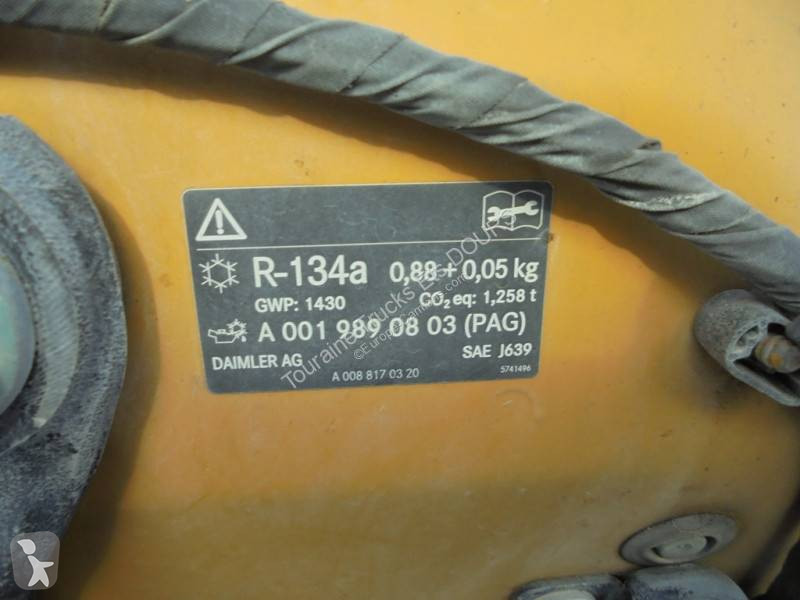 R-134a 0,88 + 0,05 kg
GWP: 1430 CO₂ eq: 1,258 t
A 001 989 08 03 (PAG)
DAIMLER AG SAE J639
A 008 817 03 20 5741496